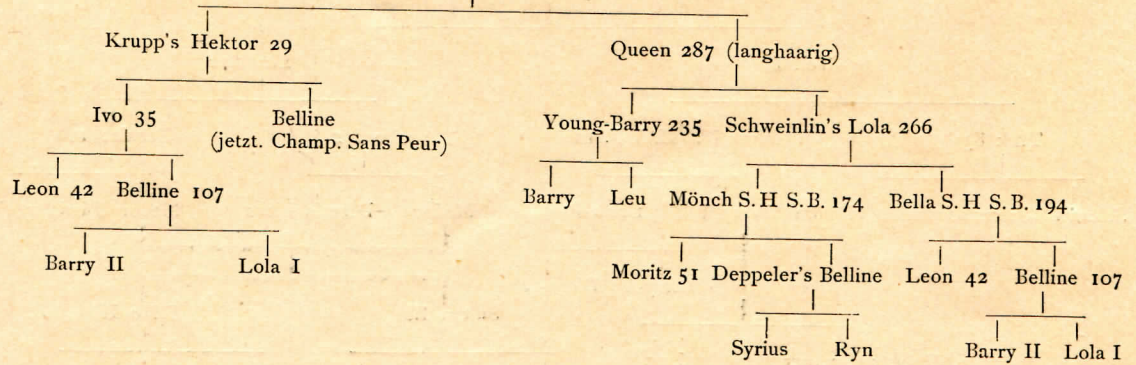 Krupp's Hektor 29
Queen 287 (langhaarig)
Ivo 35
Belline
(jetzt. Champ. Sans Peur)
Young-Barry 235
Schweinlin's Lola 266
Leon 42
Belline 107
Barry
Leu
Mönch S. H S. B. 174
Bella S. H S. B. 194
Barry II
Lola I
Moritz 51
Deppeler's Belline
Leon 42
Belline 107
Syrius
Ryn
Barry II
Lola I